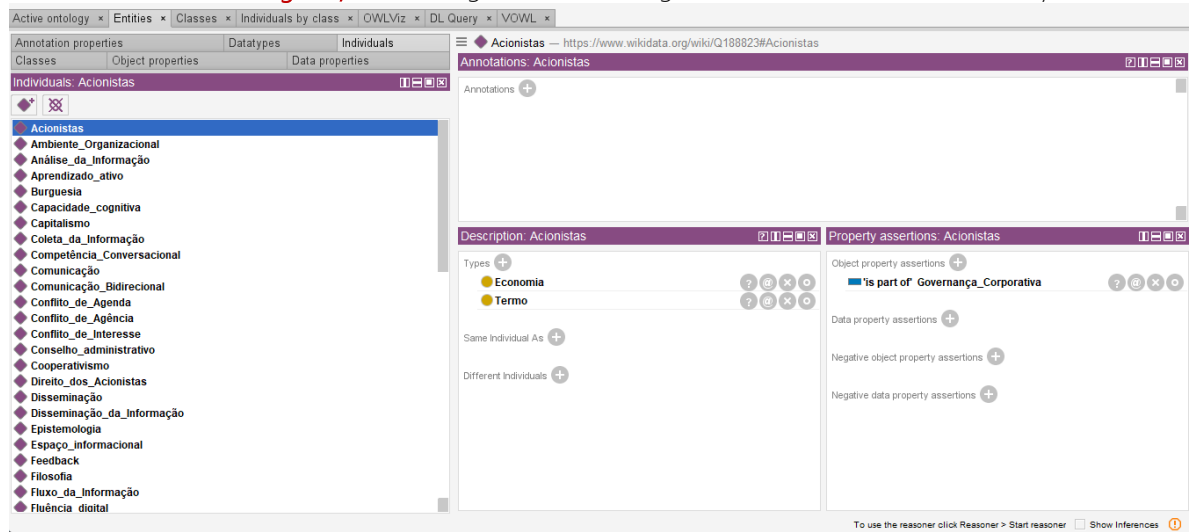 Active ontology × Entities × Classes × Individuals by class × OWLViz × DL Query × VOWL ×
Annotation properties Datatypes Individuals
Classes Object properties Data properties
Individuals: Acionistas
Acionistas
Ambiente_Organizacional
Análise_da_Informação
Aprendizado_ativo
Burguesia
Capacidade_cognitiva
Capitalismo
Coleta_da_Informação
Competência_Conversacional
Comunicação
Comunicação_Bidirecional
Conflito_de_Agenda
Conflito_de_Agência
Conflito_de_Interesse
Conselho_administrativo
Cooperativismo
Direito_dos_Acionistas
Disseminação
Disseminação_da_Informação
Epistemologia
Espaço_informacional
Feedback
Filosofia
Fluxo_da_Informação
Fluência_digital
Acionistas — https://www.wikidata.org/wiki/Q188823#Acionistas
Annotations: Acionistas
Annotations
Description: Acionistas
Types
Economia
Termo
Same Individual As
Different Individuals
Property assertions: Acionistas
Object property assertions
'is part of' Governança_Corporativa
Data property assertions
Negative object property assertions
Negative data property assertions
To use the reasoner click Reasoner > Start reasoner Show Inferences